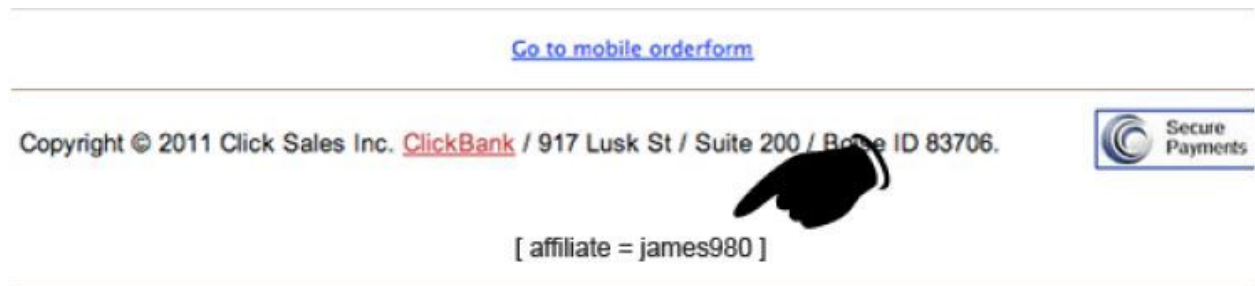 Go to mobile orderform
Copyright © 2011 Click Sales Inc. ClickBank / 917 Lusk St / Suite 200 / Boise ID 83706.
Secure
Payments
[ affiliate = james980 ]